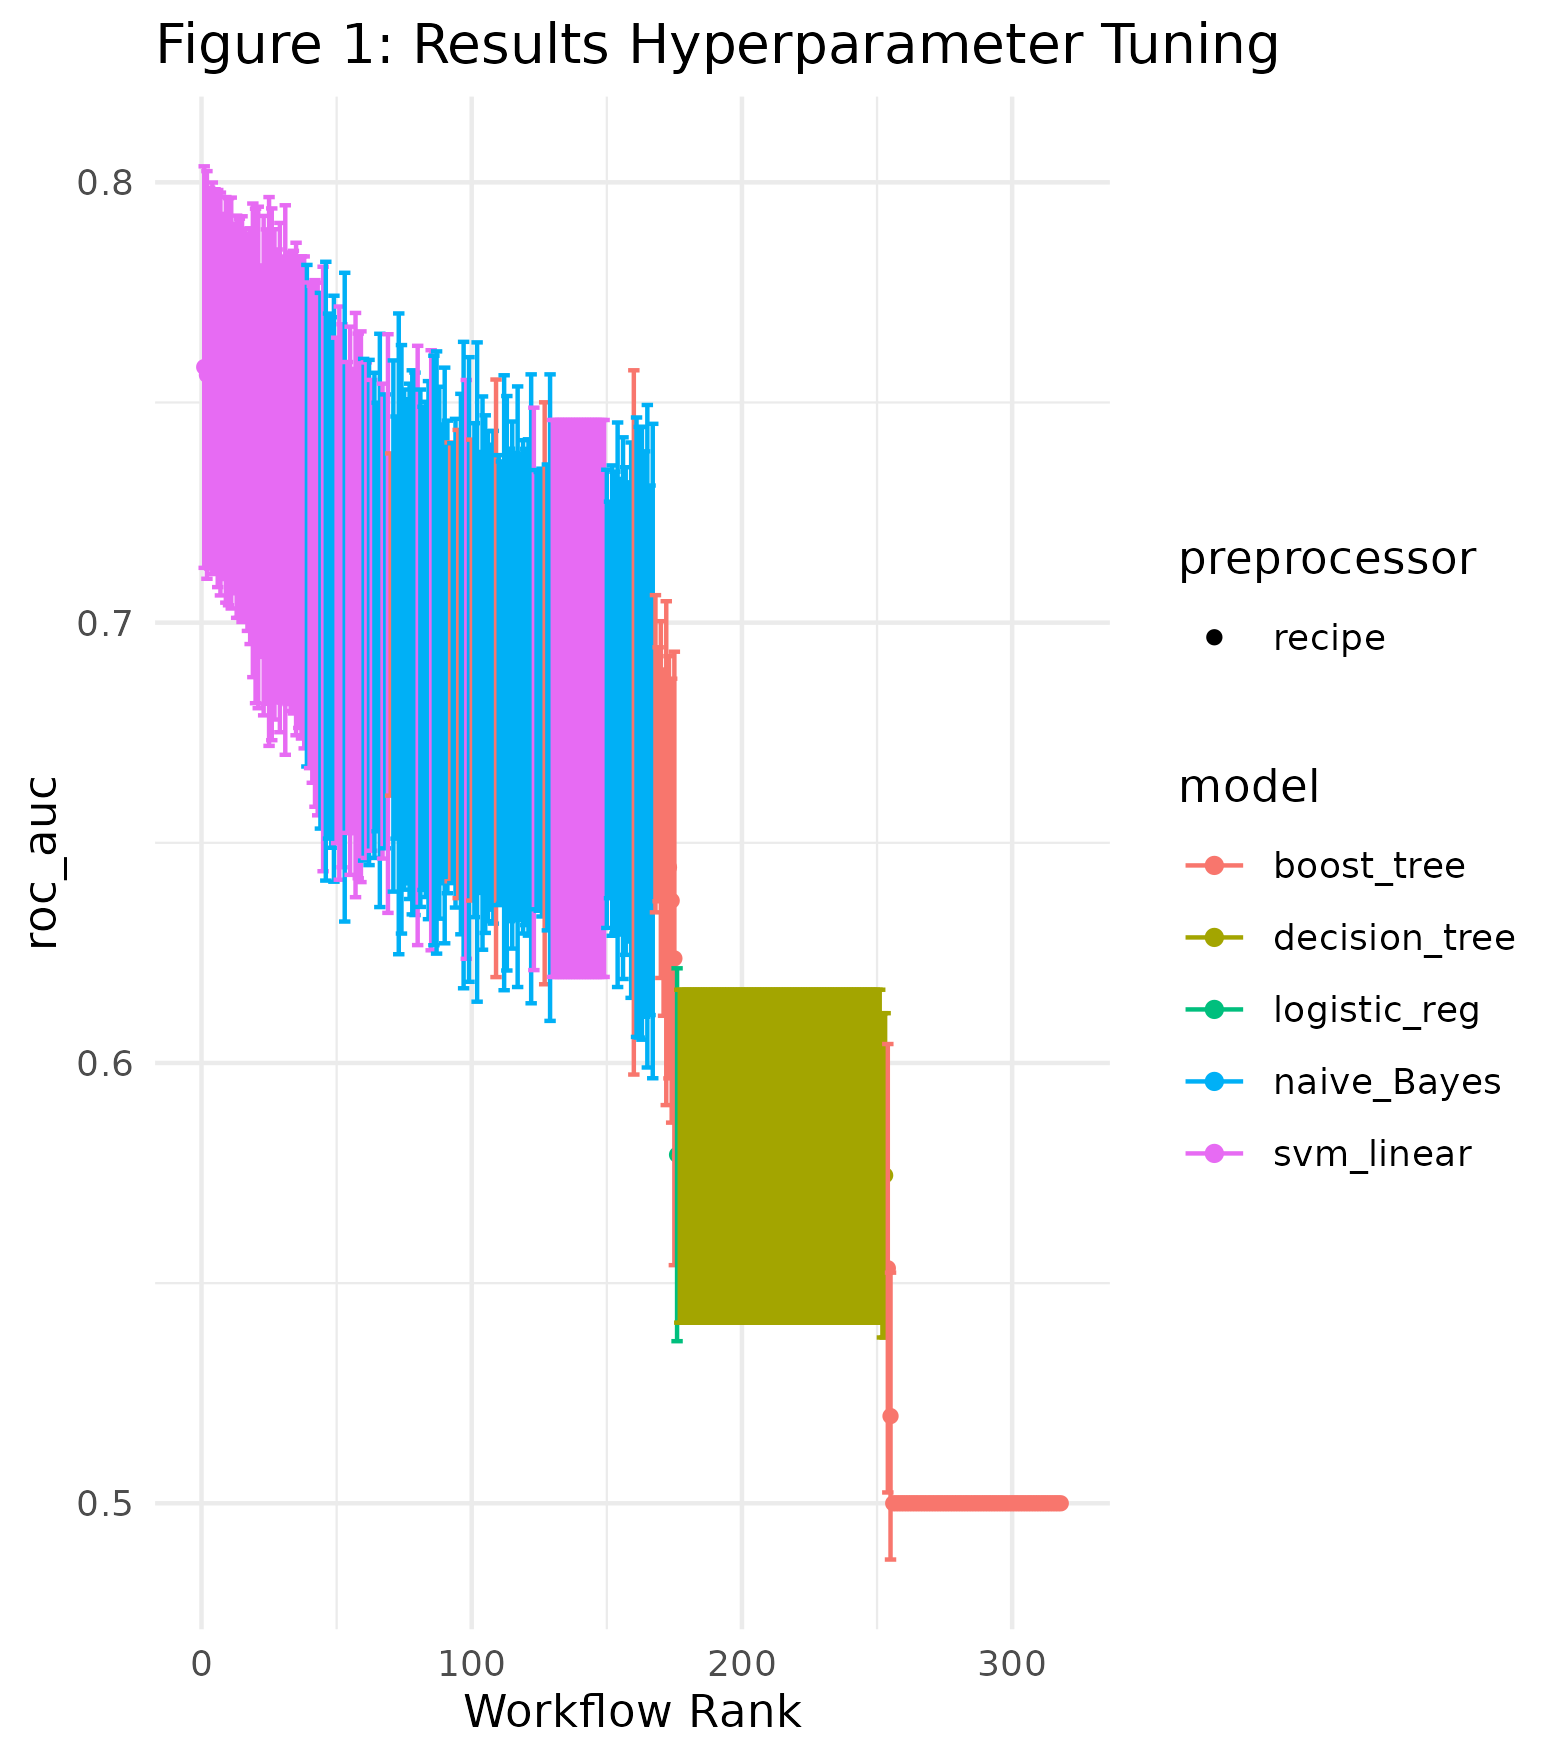 Figure 1: Results Hyperparameter Tuning
0.8
0.7
0.6
0.5
roc_auc
0
100
200
300
Workflow Rank
preprocessor
recipe
model
boost_tree
decision_tree
logistic_reg
naive_Bayes
svm_linear